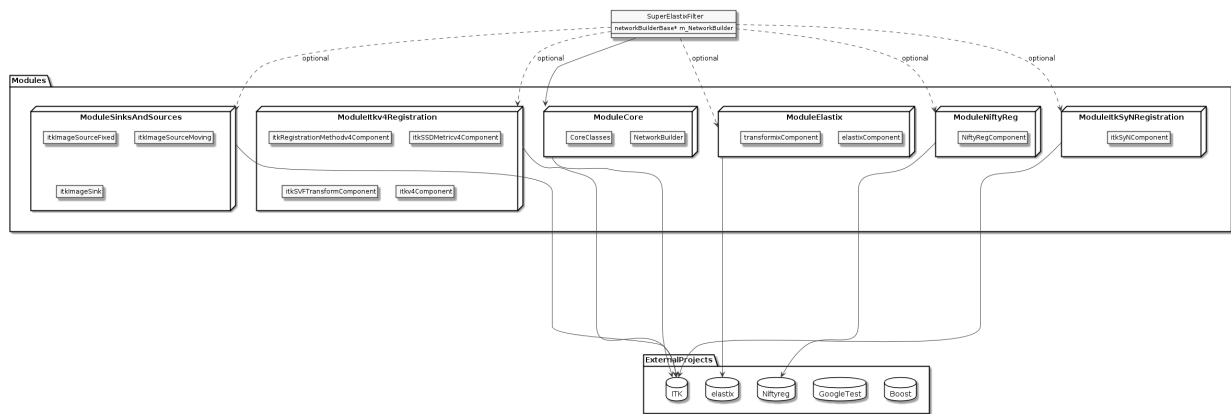 SuperElastixFilter
networkBuilderBase* m_NetworkBuilder
optional
optional
optional
optional
optional
Modules
ModuleSinksAndSources
itkImageSourceFixed
itkImageSourceMoving
itkImageSink
ModuleItkv4Registration
itkRegistrationMethodv4Component
itkSSDMetricv4Component
itkSVFTransformComponent
itkv4Component
ModuleCore
CoreClasses
NetworkBuilder
ModuleElastix
transformixComponent
elastixComponent
ModuleNiftyReg
NiftyRegComponent
ModuleItkSyNRegistration
itkSyNComponent
ExternalProjects
ITK
elastix
Niftyreg
GoogleTest
Boost